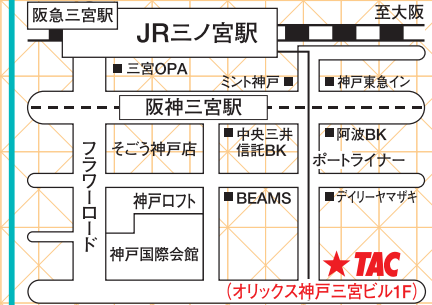 阪急三宮駅
至大阪
JR三ノ宮駅
■三宮OPA
ミント神戸■
■神戸東急イン
阪神三宮駅
そごう神戸店
■中央三井
信託BK
■阿波BK
ポートライナー
フラワーロード
神戸ロフト
■BEAMS
■デイリーヤマザキ
神戸国際会館
★TAC
(オリックス神戸三宮ビル1F)